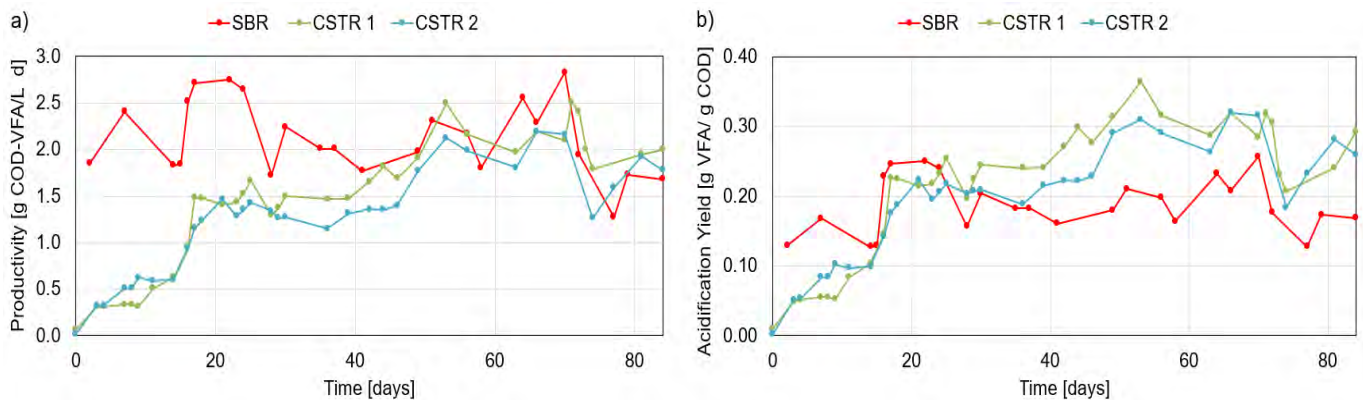 a)
SBR CSTR 1 CSTR 2
Productivity [g COD-VFA/L d]
3.0
2.5
2.0
1.5
1.0
0.5
0.0
0 20 40 60 80
Time [days]
b)
SBR CSTR 1 CSTR 2
Acidification Yield [g VFA/ g COD]
0.40
0.30
0.20
0.10
0.00
0 20 40 60 80
Time [days]